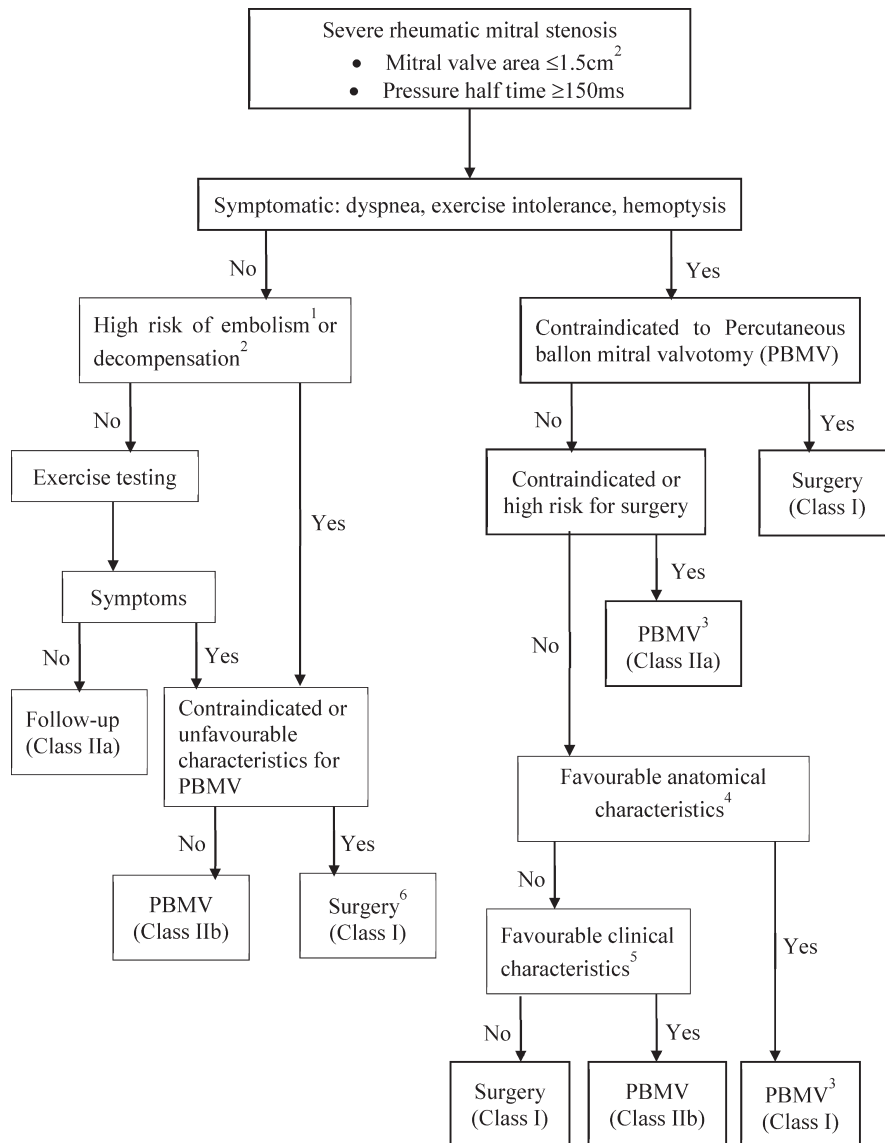 Severe rheumatic mitral stenosis
• Mitral valve area ≤1.5cm²
• Pressure half time ≥150ms
Symptomatic: dyspnea, exercise intolerance, hemoptysis
No
Yes
High risk of embolism¹or
decompensation²
Contraindicated to Percutaneous
ballon mitral valvotomy (PBMV)
No
Yes
No
Yes
Exercise testing
Contraindicated or
high risk for surgery
Surgery
(Class I)
Symptoms
Yes
No
PBMV³
(Class IIa)
No
Yes
Follow-up
(Class IIa)
Contraindicated or
unfavourable
characteristics for
PBMV
Favourable anatomical
characteristics⁴
No
Yes
No
Yes
PBMV
(Class IIb)
Surgery⁶
(Class I)
Favourable clinical
characteristics⁵
No
Yes
Surgery
(Class I)
PBMV
(Class IIb)
PBMV³
(Class I)